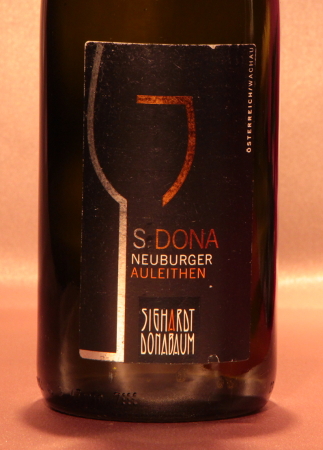 ÖSTERREICH/WACHAU
S. DONA
NEUBURGER
AULEITHEN
SIGHARDT
DONABAUM